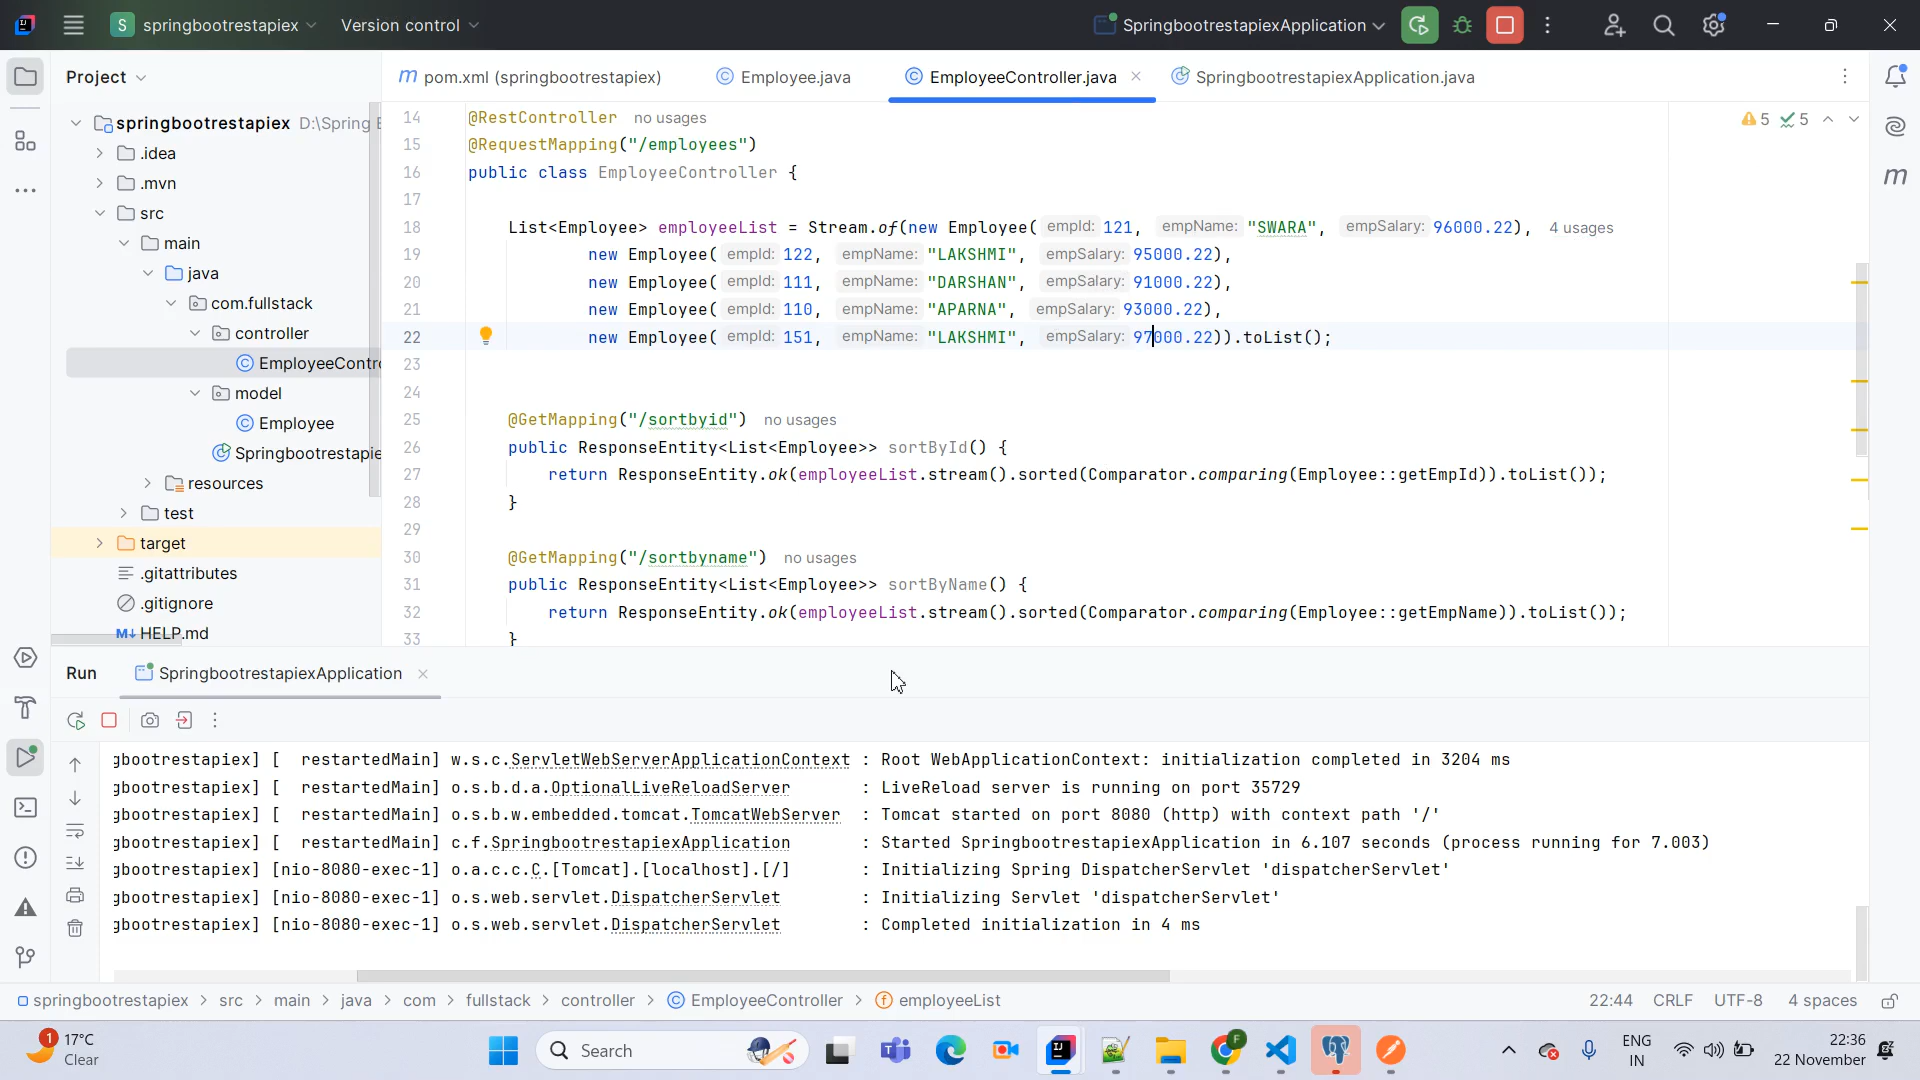 S springbootrestapiex Version control SpringbootrestapiexApplication
Project
m pom.xml (springbootrestapiex) Employee.java EmployeeController.java SpringbootrestapiexApplication.java
springbootrestapiex D:\Spring
.idea
.mvn
src
main
java
com.fullstack
controller
EmployeeContr
model
Employee
Springbootrestapie
resources
test
target
.gitattributes
.gitignore
M↓ HELP.md
14 @RestController no usages
5 5
15 @RequestMapping("/employees")
16 public class EmployeeController {
17
18 List<Employee> employeeList = Stream.of(new Employee( empId: 121, empName: "SWARA", empSalary: 96000.22), 4 usages
19 new Employee( empId: 122, empName: "LAKSHMI", empSalary: 95000.22),
20 new Employee( empId: 111, empName: "DARSHAN", empSalary: 91000.22),
21 new Employee( empId: 110, empName: "APARNA", empSalary: 93000.22),
22 new Employee( empId: 151, empName: "LAKSHMI", empSalary: 97000.22)).toList();
23
24
25 @GetMapping("/sortbyid") no usages
26 public ResponseEntity<List<Employee>> sortById() {
27 return ResponseEntity.ok(employeeList.stream().sorted(Comparator.comparing(Employee::getEmpId)).toList());
28 }
29
30 @GetMapping("/sortbyname") no usages
31 public ResponseEntity<List<Employee>> sortByName() {
32 return ResponseEntity.ok(employeeList.stream().sorted(Comparator.comparing(Employee::getEmpName)).toList());
33 }
m
Run SpringbootrestapiexApplication
gbootrestapiex] [ restartedMain] w.s.c.ServletWebServerApplicationContext : Root WebApplicationContext: initialization completed in 3204 ms
gbootrestapiex] [ restartedMain] o.s.b.d.a.OptionalLiveReloadServer : LiveReload server is running on port 35729
gbootrestapiex] [ restartedMain] o.s.b.w.embedded.tomcat.TomcatWebServer : Tomcat started on port 8080 (http) with context path '/'
gbootrestapiex] [ restartedMain] c.f.SpringbootrestapiexApplication : Started SpringbootrestapiexApplication in 6.107 seconds (process running for 7.003)
gbootrestapiex] [nio-8080-exec-1] o.a.c.c.C.[Tomcat].[localhost].[/] : Initializing Spring DispatcherServlet 'dispatcherServlet'
gbootrestapiex] [nio-8080-exec-1] o.s.web.servlet.DispatcherServlet : Initializing Servlet 'dispatcherServlet'
gbootrestapiex] [nio-8080-exec-1] o.s.web.servlet.DispatcherServlet : Completed initialization in 4 ms
springbootrestapiex > src > main > java > com > fullstack > controller > EmployeeController > employeeList 22:44 CRLF UTF-8 4 spaces
1 17°C
Clear
Search
ENG
IN
22:36
22 November